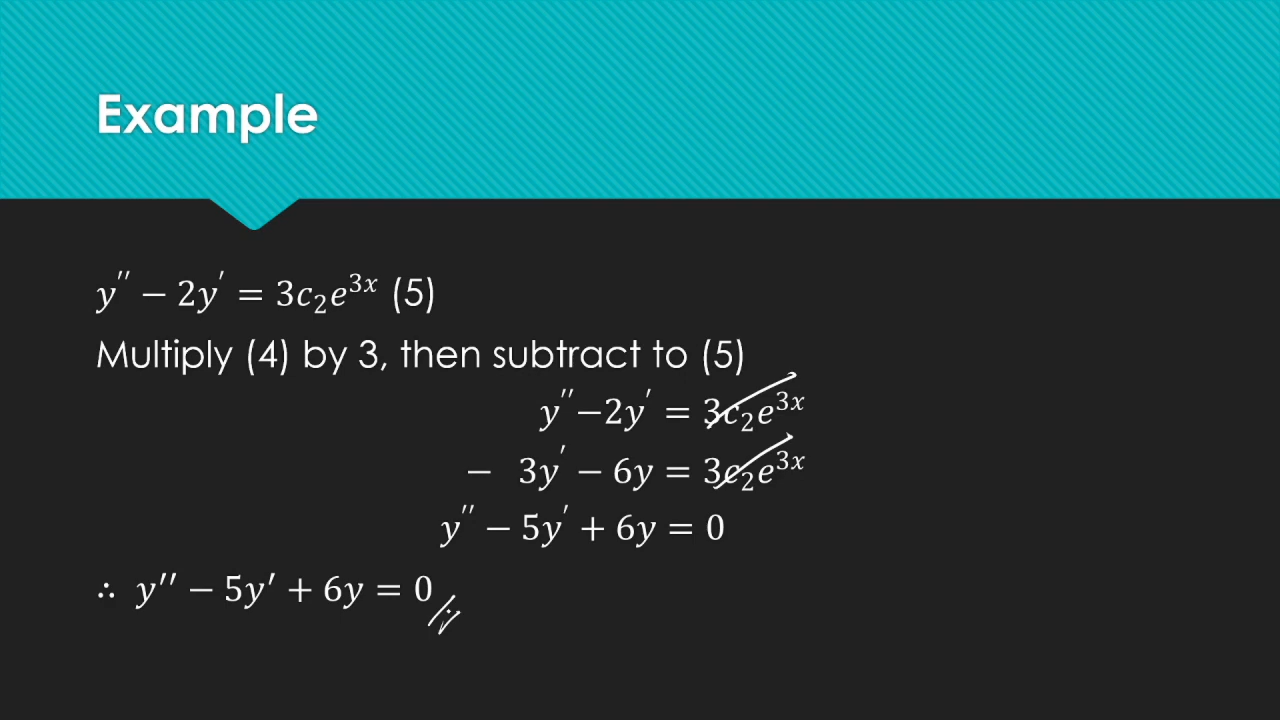 Example
y'' − 2y' = 3c₂e³ˣ (5)
Multiply (4) by 3, then subtract to (5)
y''−2y' = 3c₂e³ˣ
− 3y' − 6y = 3c₂e³ˣ
y'' − 5y' + 6y = 0
∴ y'' − 5y' + 6y = 0